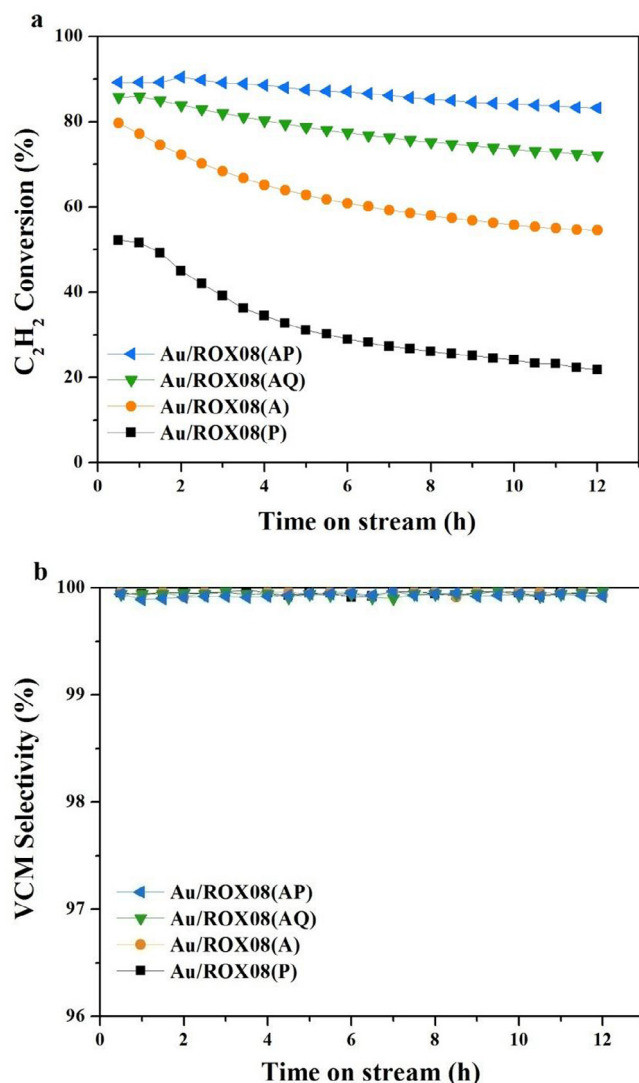 a
100
80
60
40
20
0
C₂H₂ Conversion (%)
Au/ROX08(AP)
Au/ROX08(AQ)
Au/ROX08(A)
Au/ROX08(P)
0 2 4 6 8 10 12
Time on stream (h)
b
100
99
98
97
96
VCM Selectivity (%)
Au/ROX08(AP)
Au/ROX08(AQ)
Au/ROX08(A)
Au/ROX08(P)
0 2 4 6 8 10 12
Time on stream (h)